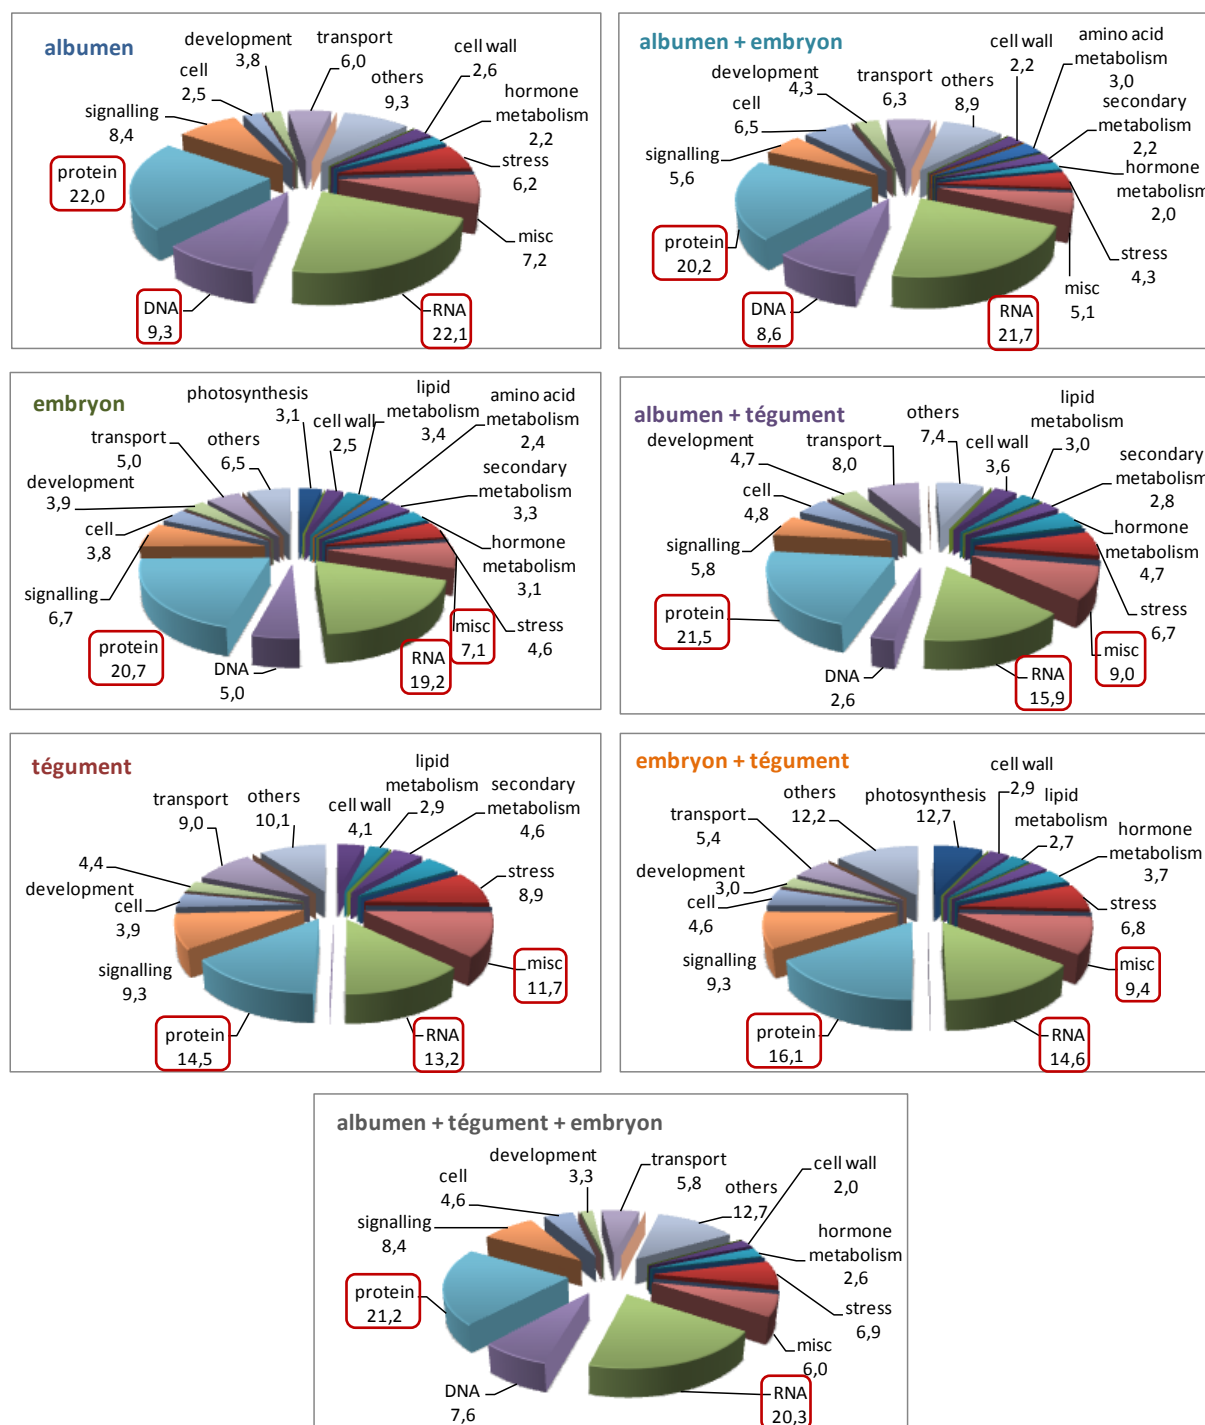 albumen
development
3,8
transport
6,0
cell wall
2,6
cell
2,5
others
9,3
hormone
metabolism
2,2
signalling
8,4
stress
6,2
protein
22,0
misc
7,2
DNA
9,3
RNA
22,1
albumen + embryon
cell wall
2,2
amino acid
metabolism
3,0
development
4,3
transport
6,3
others
8,9
secondary
metabolism
2,2
cell
6,5
hormone
metabolism
2,0
signalling
5,6
stress
4,3
protein
20,2
misc
5,1
DNA
8,6
RNA
21,7
embryon
photosynthesis
3,1
cell wall
2,5
lipid
metabolism
3,4
amino acid
metabolism
2,4
transport
5,0
others
6,5
secondary
metabolism
3,3
development
3,9
cell
3,8
hormone
metabolism
3,1
signalling
6,7
misc
7,1
stress
4,6
protein
20,7
DNA
5,0
RNA
19,2
albumen + tégument
others
7,4
lipid
metabolism
3,0
development
4,7
transport
8,0
cell wall
3,6
secondary
metabolism
2,8
cell
4,8
hormone
metabolism
4,7
signalling
5,8
stress
6,7
protein
21,5
misc
9,0
DNA
2,6
RNA
15,9
tégument
lipid
metabolism
2,9
transport
9,0
others
10,1
cell wall
4,1
secondary
metabolism
4,6
4,4
development
stress
8,9
cell
3,9
signalling
9,3
misc
11,7
protein
14,5
RNA
13,2
embryon + tégument
cell wall
2,9
others
12,2
photosynthesis
12,7
lipid
metabolism
2,7
transport
5,4
hormone
metabolism
3,7
development
3,0
cell
4,6
stress
6,8
signalling
9,3
misc
9,4
protein
16,1
RNA
14,6
albumen + tégument + embryon
development
3,3
transport
5,8
cell wall
2,0
cell
4,6
others
12,7
signalling
8,4
hormone
metabolism
2,6
protein
21,2
stress
6,9
misc
6,0
DNA
7,6
RNA
20,3